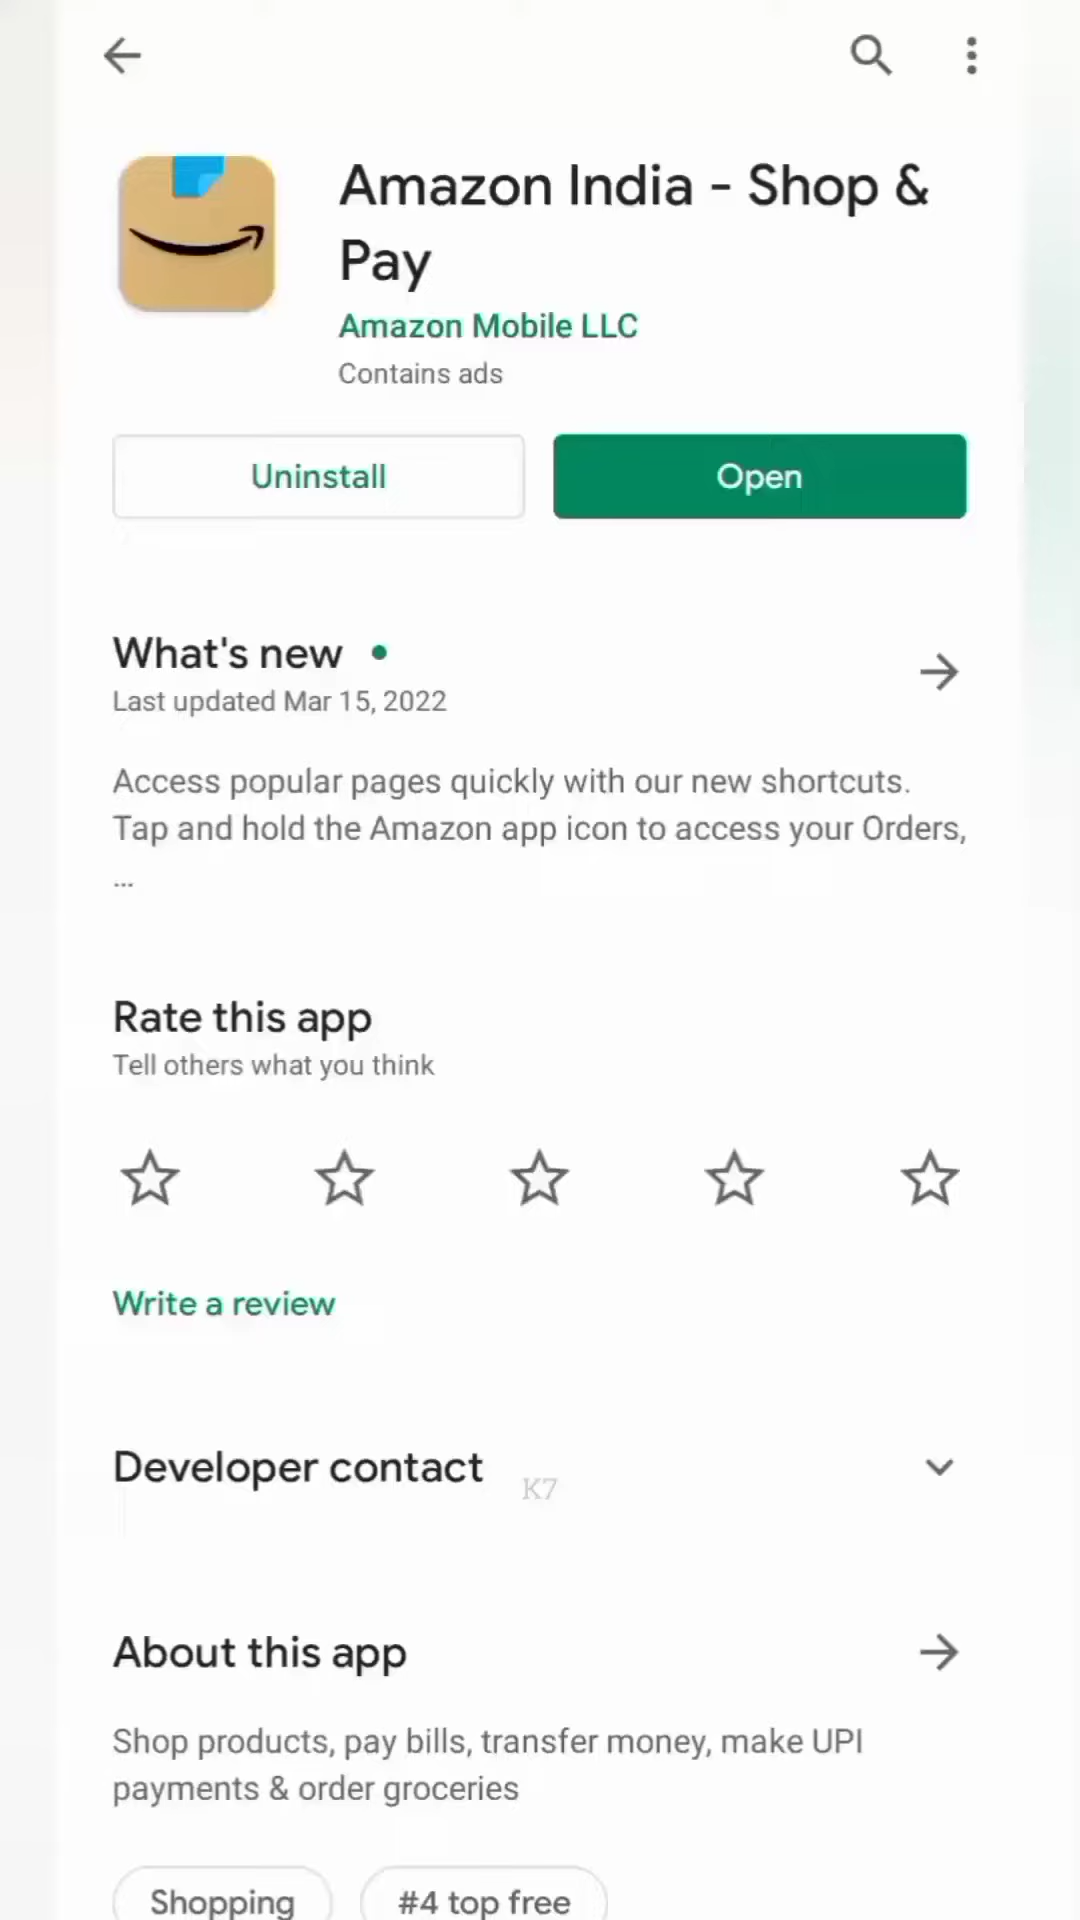 Amazon India - Shop &
Pay
Amazon Mobile LLC
Contains ads
Uninstall
Open
What's new
Last updated Mar 15, 2022
Access popular pages quickly with our new shortcuts.
Tap and hold the Amazon app icon to access your Orders,
...
Rate this app
Tell others what you think
Write a review
Developer contact
K7
About this app
Shop products, pay bills, transfer money, make UPI
payments & order groceries
Shopping
#4 top free